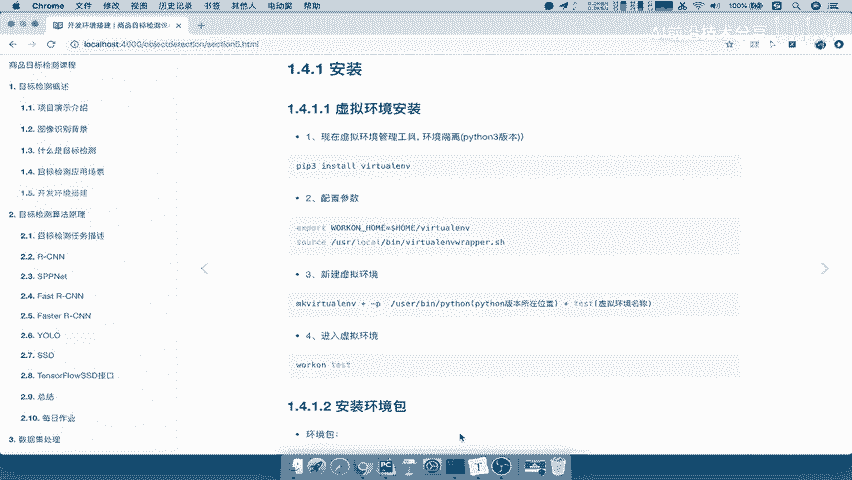 Chrome 文件 修改 视图 历史记录 书签 其他人 电动窗 帮助
100%
开发环境搭建 | 商品目标检测课
localhost:4000/objectdetection/section5.html
商品目标检测课程
1. 目标检测概述
1.1. 项目演示介绍
1.2. 图像识别背景
1.3. 什么是目标检测
1.4. 目标检测应用场景
1.5. 开发环境搭建
2. 目标检测算法原理
2.1. 目标检测任务描述
2.2. R-CNN
2.3. SPPNet
2.4. Fast R-CNN
2.5. Faster R-CNN
2.6. YOLO
2.7. SSD
2.8. TensorFlowSSD接口
2.9. 总结
2.10. 每日作业
3. 数据集处理
1.4.1 安装
1.4.1.1 虚拟环境安装
• 1、现在虚拟环境管理工具, 环境隔离(python3版本))
pip3 install virtualenv
• 2、配置参数
export WORKON_HOME=$HOME/virtualenv
source /usr/local/bin/virtualenvwrapper.sh
• 3、新建虚拟环境
mkvirtualenv + -p /user/bin/python(python版本所在位置) + test(虚拟环境名称)
• 4、进入虚拟环境
workon test
1.4.1.2 安装环境包
• 环境包: